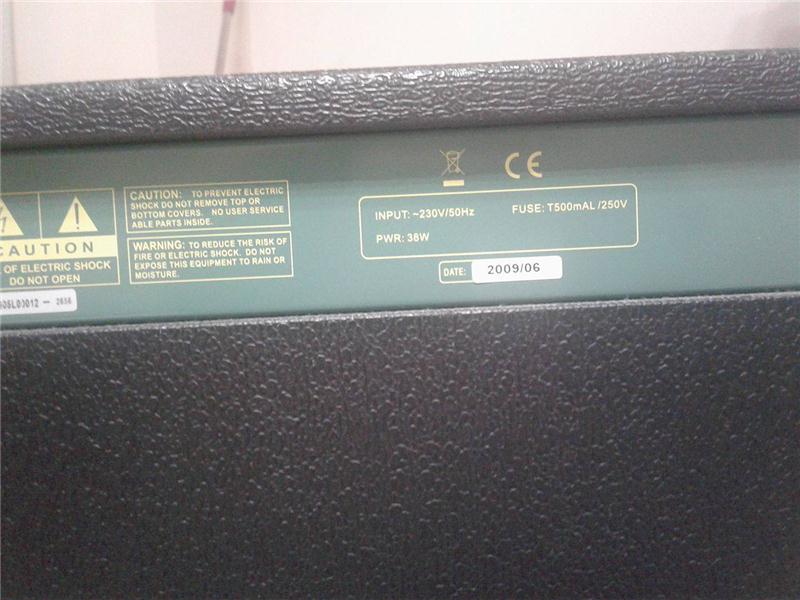 CAUTION
OF ELECTRIC SHOCK
DO NOT OPEN
CAUTION: TO PREVENT ELECTRIC
SHOCK DO NOT REMOVE TOP OR
BOTTOM COVERS. NO USER SERVICE
ABLE PARTS INSIDE.
WARNING: TO REDUCE THE RISK OF
FIRE OR ELECTRIC SHOCK. DO NOT
EXPOSE THIS EQUIPMENT TO RAIN OR
MOISTURE.
CE
INPUT: ~230V/50Hz FUSE: T500mAL/250V
PWR: 38W
DATE: 2009/06